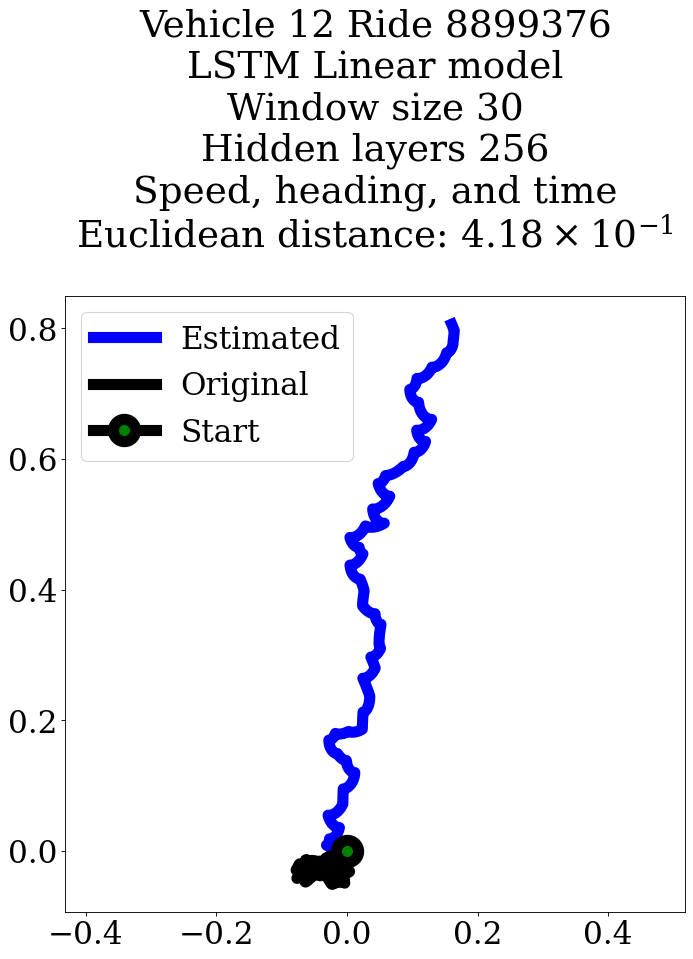 Vehicle 12 Ride 8899376
LSTM Linear model
Window size 30
Hidden layers 256
Speed, heading, and time
Euclidean distance: 4.18 × 10⁻¹
Estimated
Original
Start
0.8
0.6
0.4
0.2
0.0
−0.4 −0.2 0.0 0.2 0.4